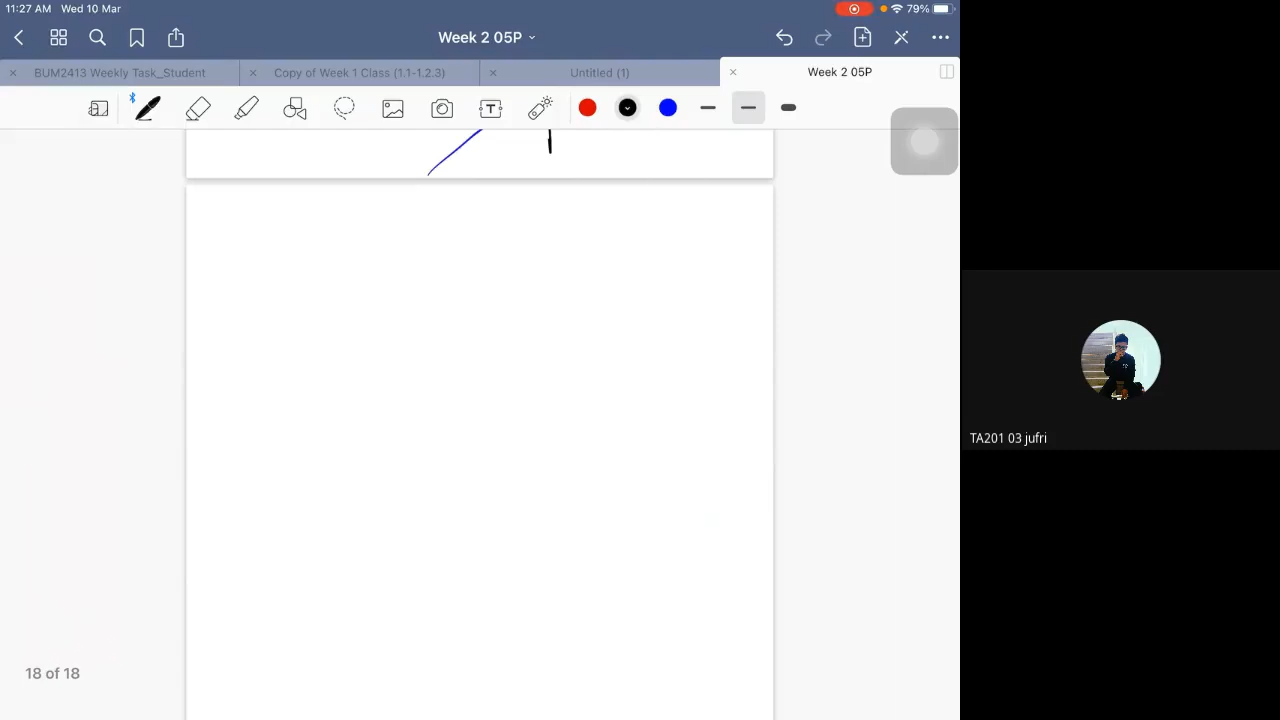 11:27 AM Wed 10 Mar
79%
Week 2 05P
BUM2413 Weekly Task_Student
Copy of Week 1 Class (1.1-1.2.3)
Untitled (1)
Week 2 05P
T
TA201 03 jufri
18 of 18